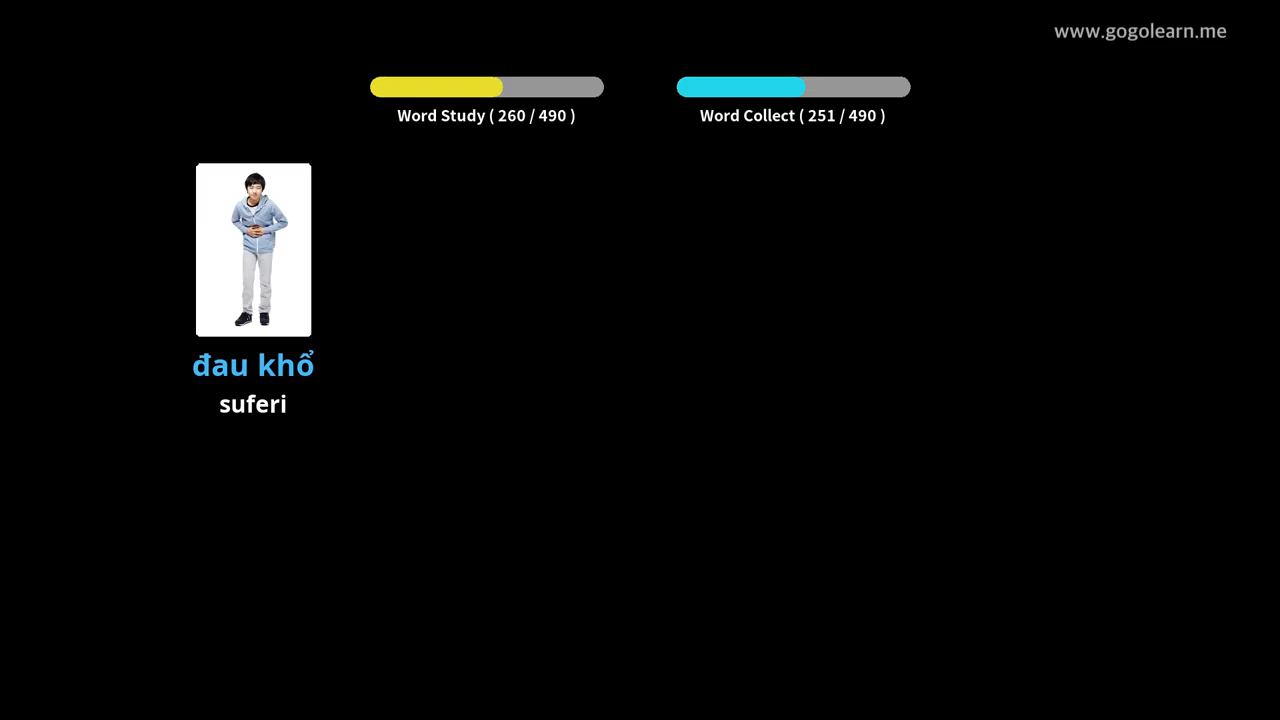 www.gogolearn.me
Word Study ( 260 / 490 )
Word Collect ( 251 / 490 )
đau khổ
suferi